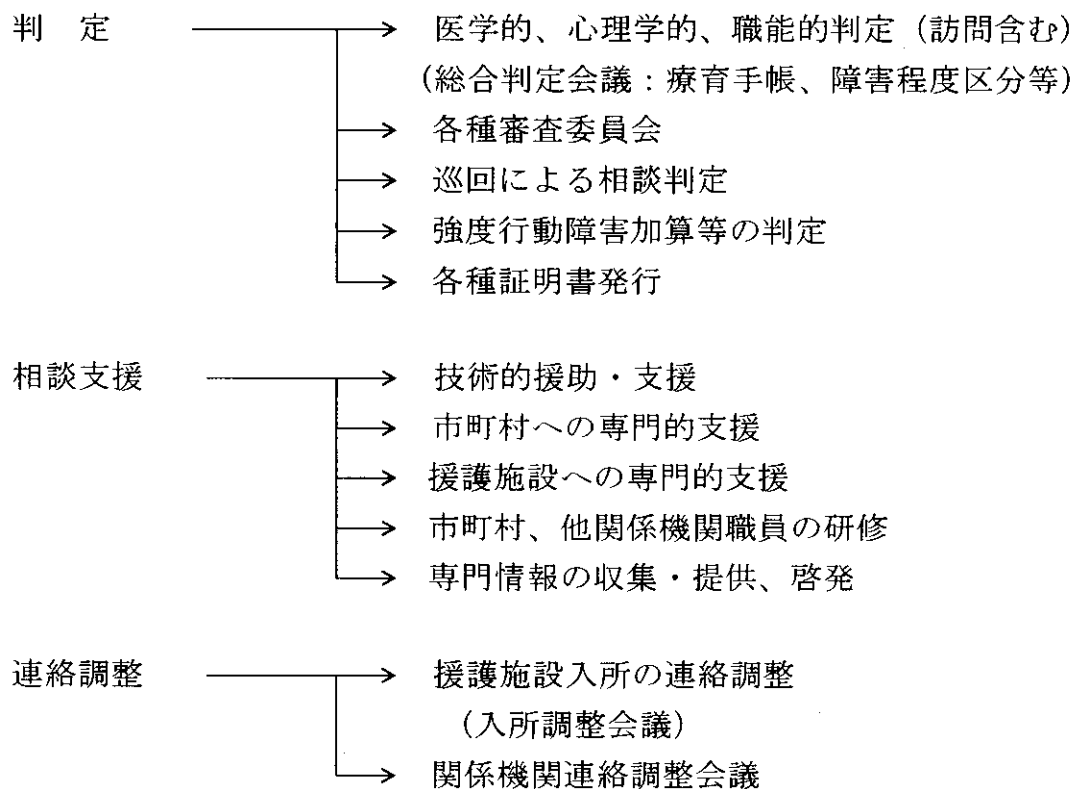 判　定
医学的、心理学的、職能的判定（訪問含む）
(総合判定会議：療育手帳、障害程度区分等)
各種審査委員会
巡回による相談判定
強度行動障害加算等の判定
各種証明書発行
相談支援
技術的援助・支援
市町村への専門的支援
援護施設への専門的支援
市町村、他関係機関職員の研修
専門情報の収集・提供、啓発
連絡調整
援護施設入所の連絡調整
（入所調整会議）
関係機関連絡調整会議